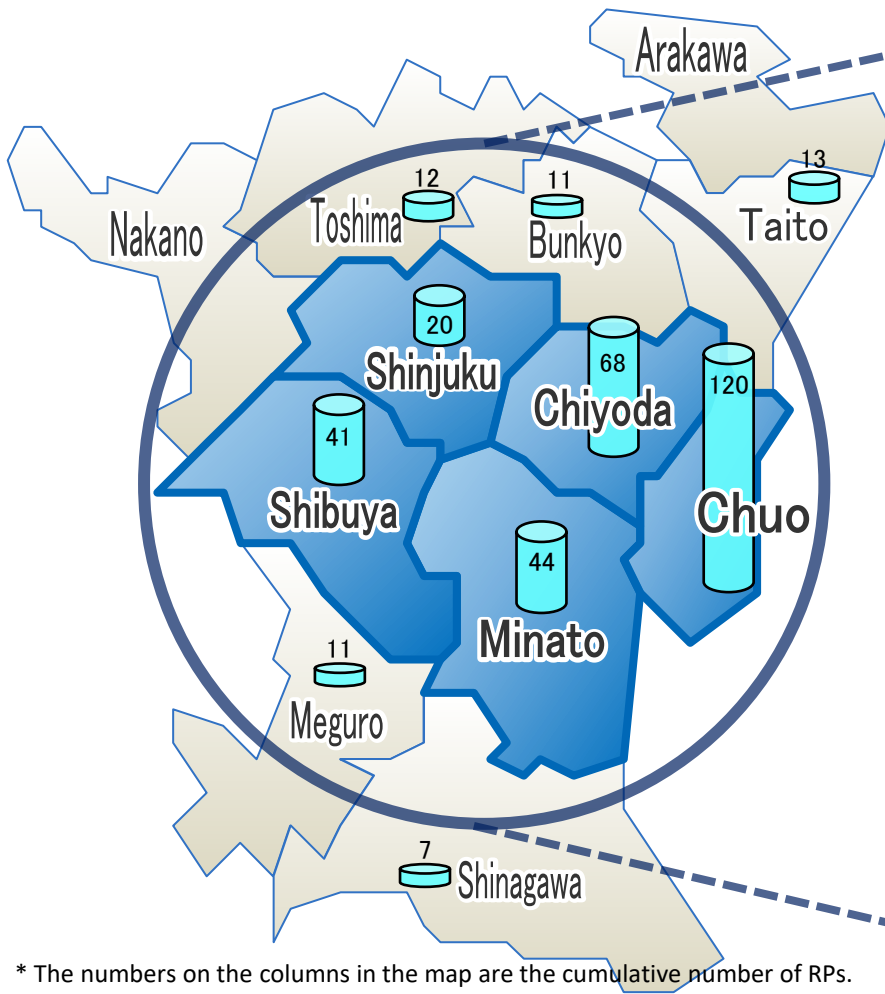 Arakawa
13
Taito
12
Toshima
11
Bunkyo
Nakano
20
Shinjuku
68
Chiyoda
120
Chuo
41
Shibuya
44
Minato
11
Meguro
7
Shinagawa
* The numbers on the columns in the map are the cumulative number of RPs.